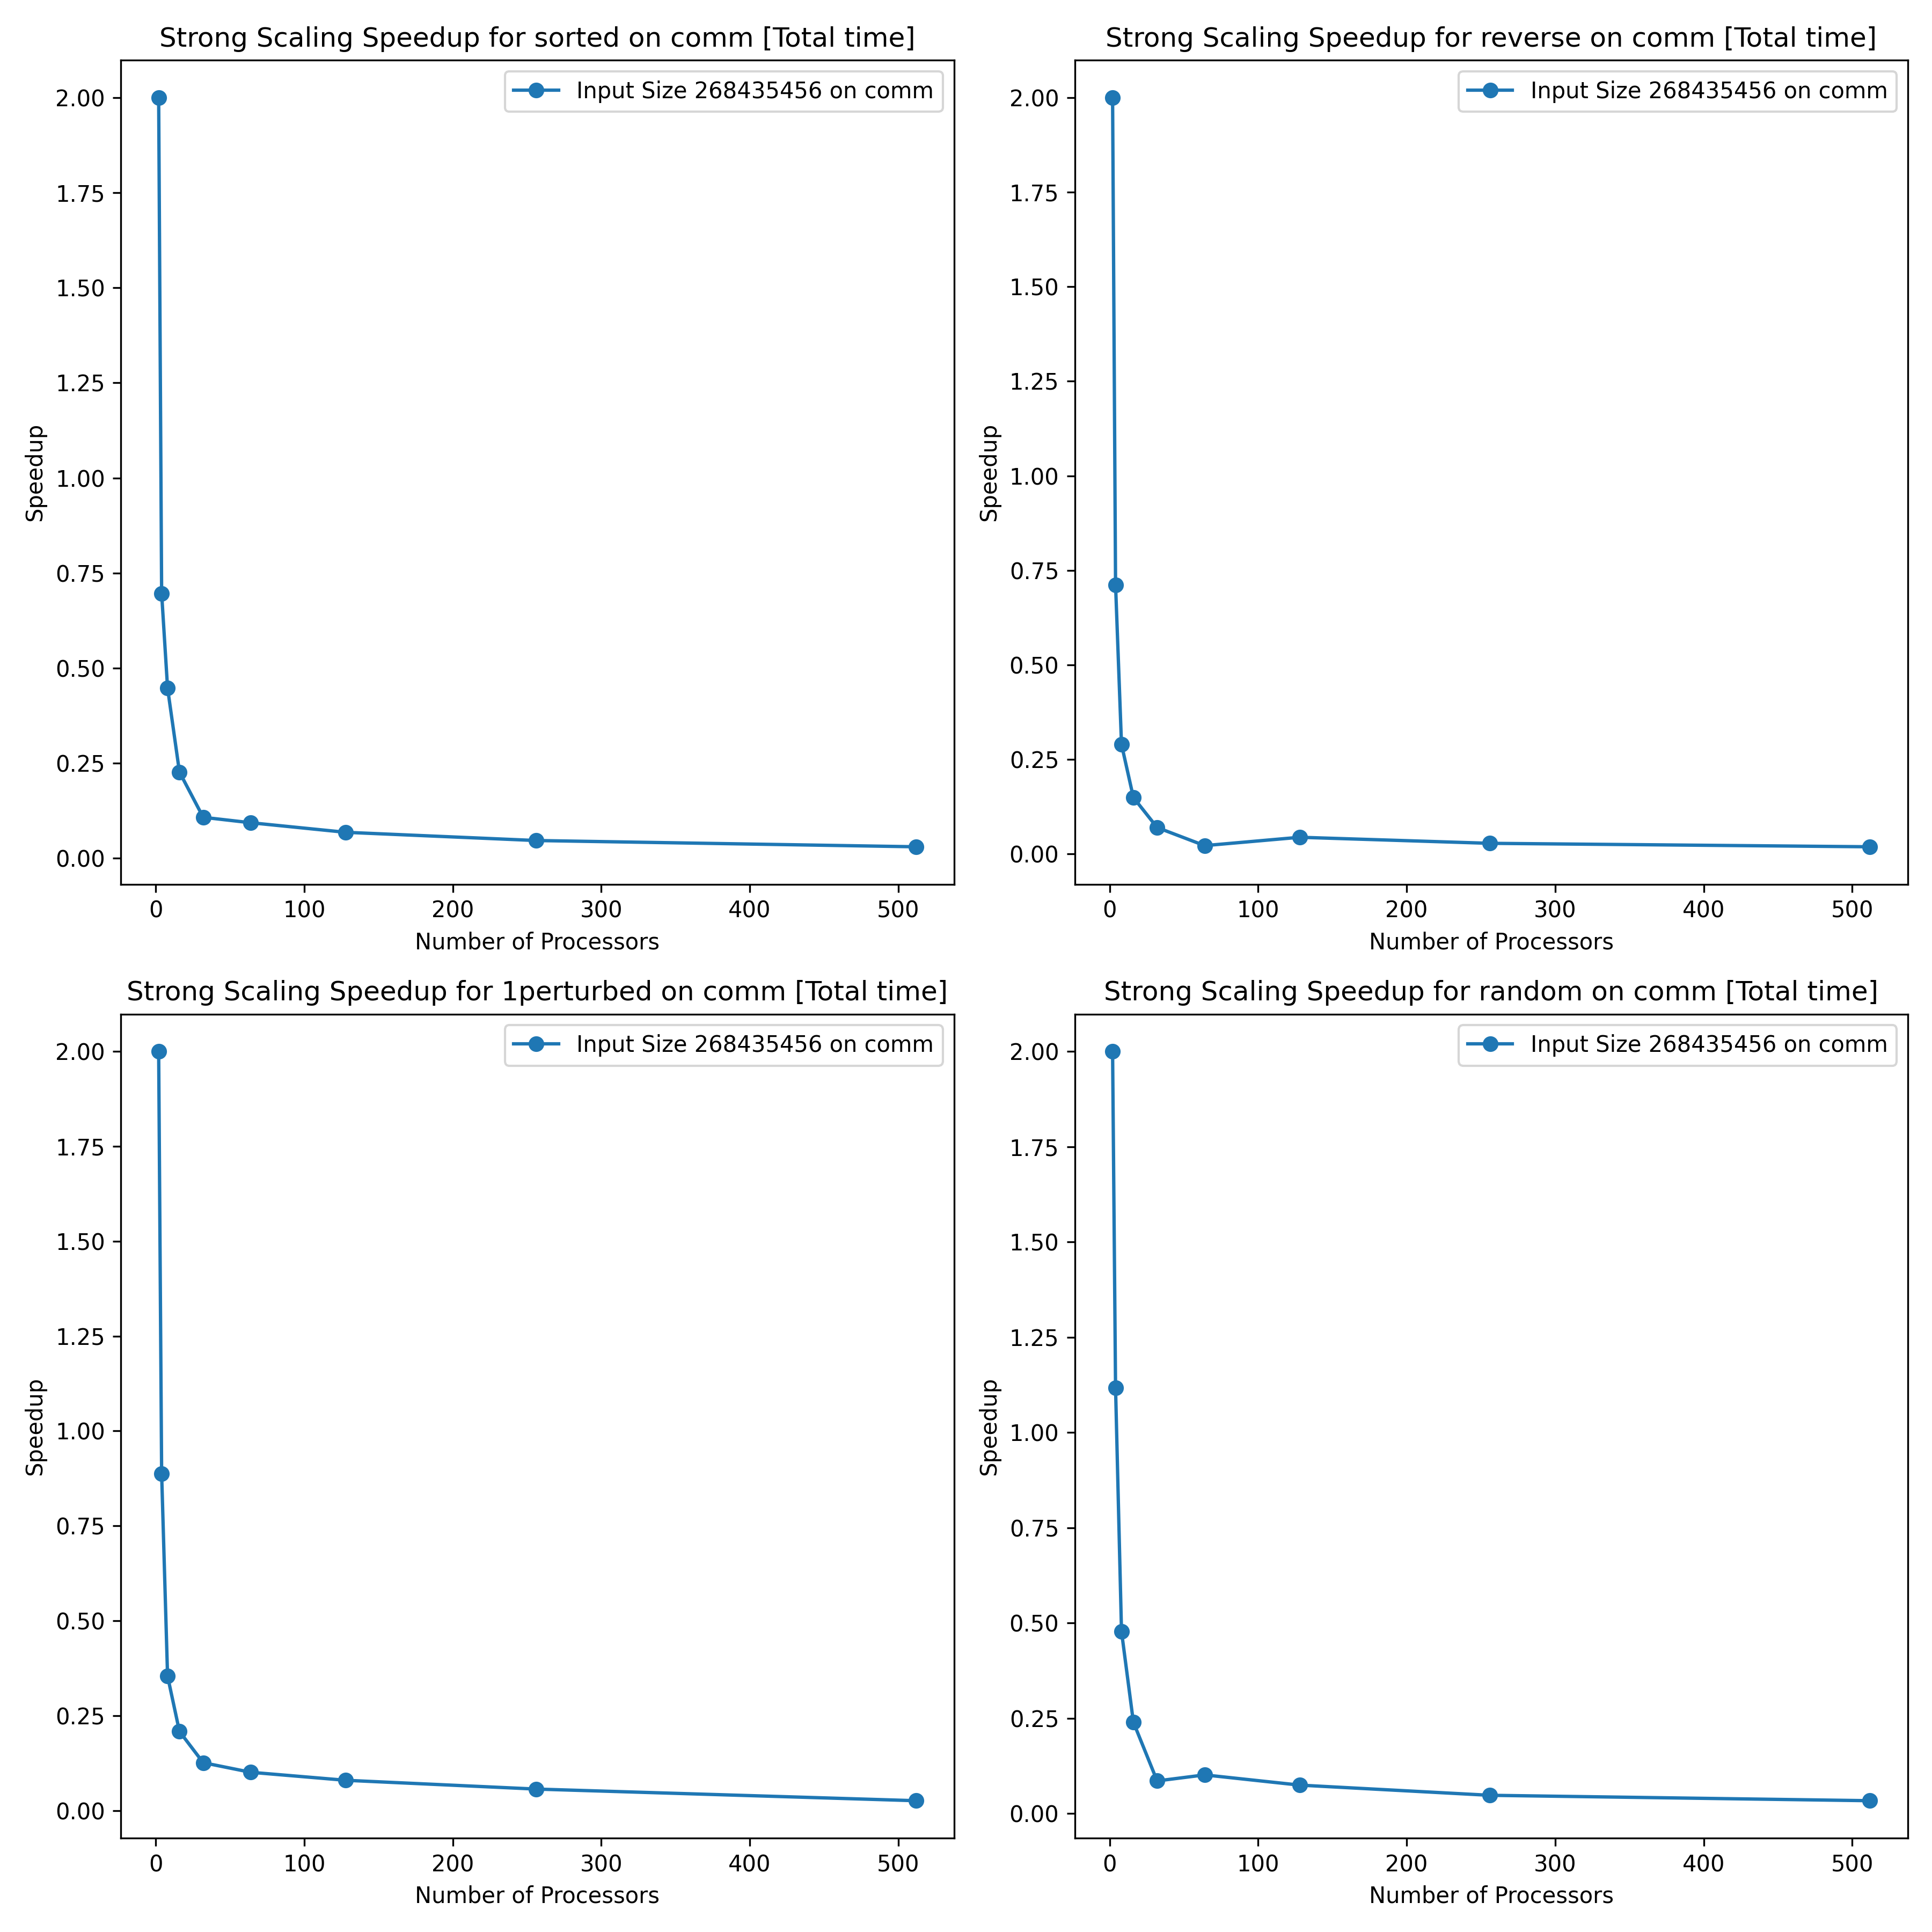 Strong Scaling Speedup for sorted on comm [Total time]
Input Size 268435456 on comm
2.00
1.75
1.50
1.25
1.00
0.75
0.50
0.25
0.00
Speedup
0 100 200 300 400 500
Number of Processors
Strong Scaling Speedup for reverse on comm [Total time]
Input Size 268435456 on comm
2.00
1.75
1.50
1.25
1.00
0.75
0.50
0.25
0.00
Speedup
0 100 200 300 400 500
Number of Processors
Strong Scaling Speedup for 1perturbed on comm [Total time]
Input Size 268435456 on comm
2.00
1.75
1.50
1.25
1.00
0.75
0.50
0.25
0.00
Speedup
0 100 200 300 400 500
Number of Processors
Strong Scaling Speedup for random on comm [Total time]
Input Size 268435456 on comm
2.00
1.75
1.50
1.25
1.00
0.75
0.50
0.25
0.00
Speedup
0 100 200 300 400 500
Number of Processors